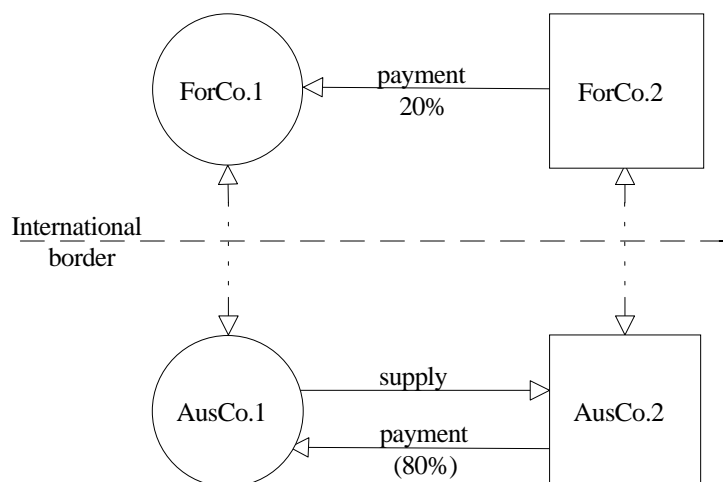 ForCo.1
payment
20%
ForCo.2
International
border
AusCo.1
supply
payment
(80%)
AusCo.2